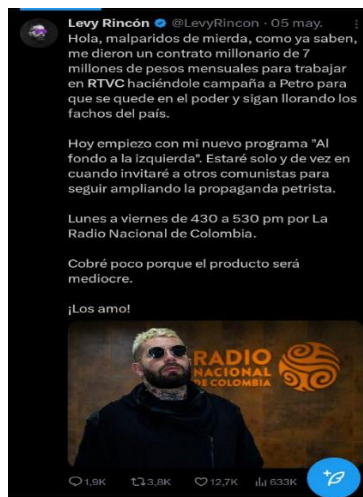 Levy Rincón @LevyRincon · 05 may.
Hola, malparidos de mierda, como ya saben,
me dieron un contrato millonario de 7
millones de pesos mensuales para trabajar
en RTVC haciéndole campaña a Petro para
que se quede en el poder y sigan llorando los
fachos del país.
Hoy empiezo con mi nuevo programa "Al
fondo a la izquierda". Estaré solo y de vez en
cuando invitaré a otros comunistas para
seguir ampliando la propaganda petrista.
Lunes a viernes de 430 a 530 pm por La
Radio Nacional de Colombia.
Cobré poco porque el producto será
mediocre.
¡Los amo!
RADIO
NACIONAL
DE COLOMBIA
1,9K 3,8K 12,7K 633K